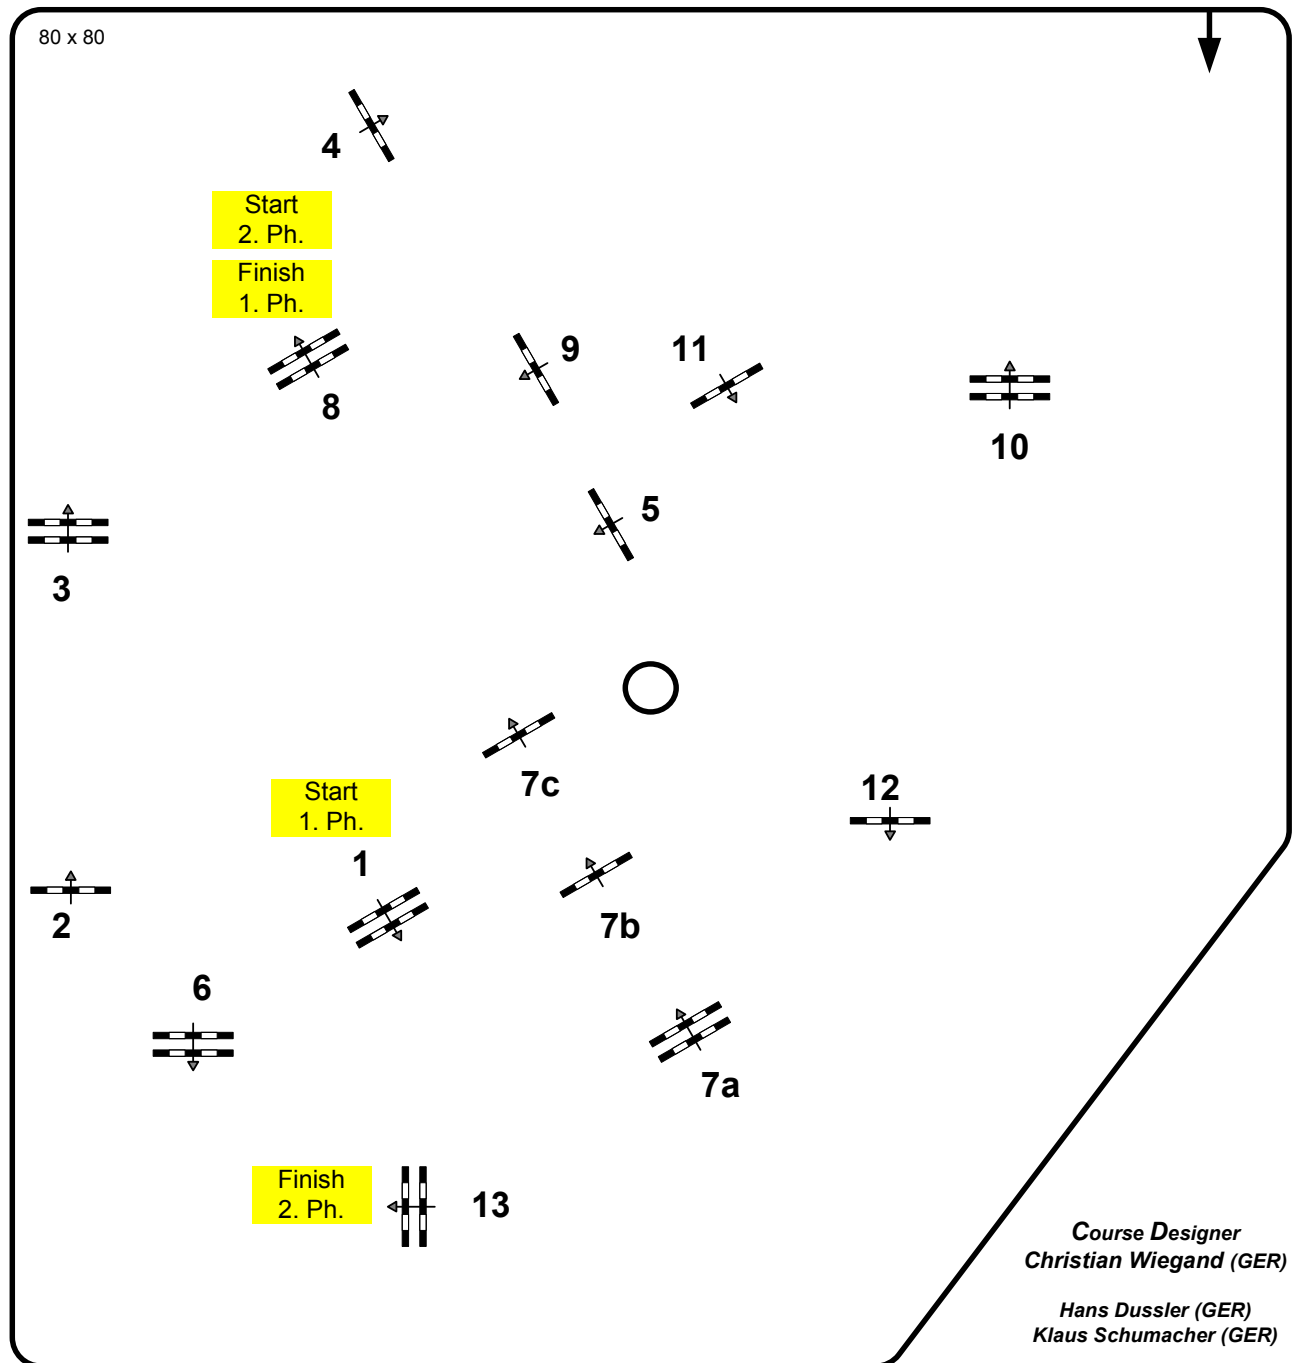 80 x 80
4
Start
2. Ph.
Finish
1. Ph.
9
11
8
10
5
3
7c
12
Start
1. Ph.
1
2
7b
6
7a
Finish
2. Ph.
13
Course Designer
Christian Wiegand (GER)
Hans Dussler (GER)
Klaus Schumacher (GER)